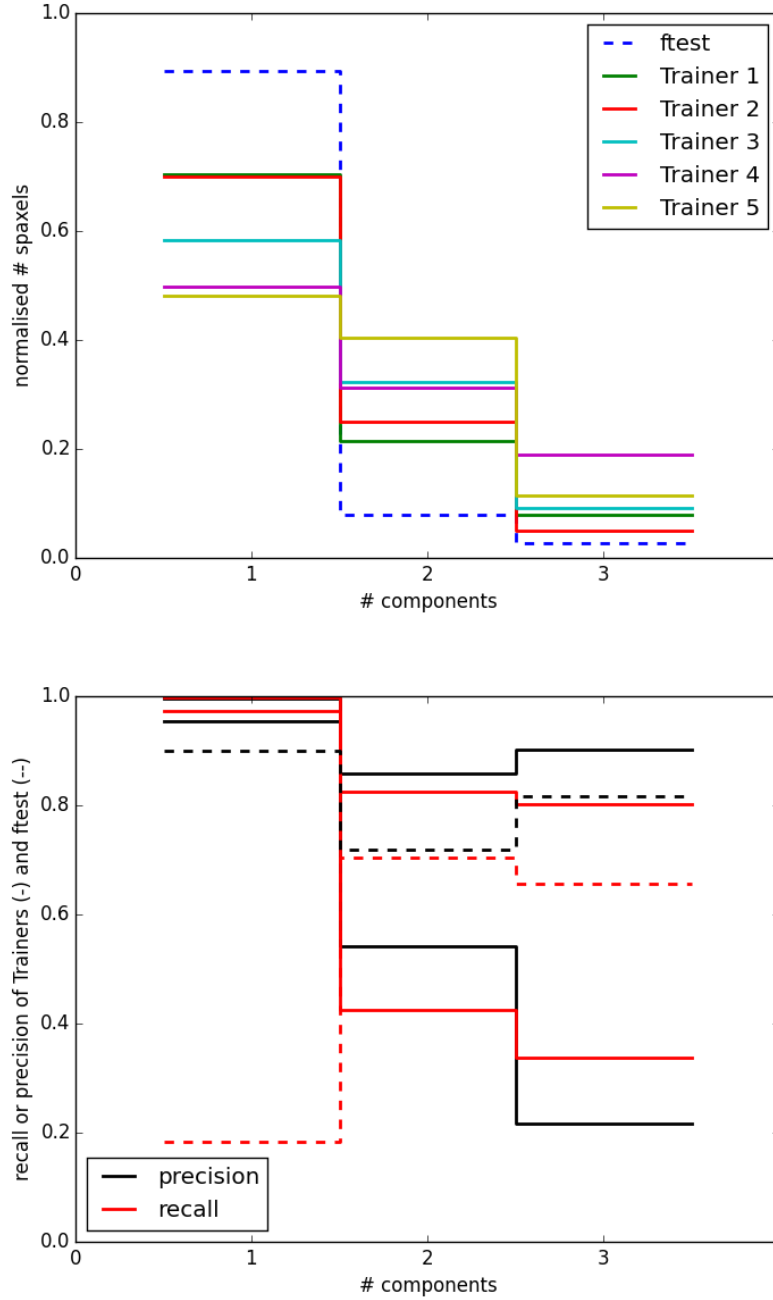 1.0
0.8
0.6
0.4
0.2
0.0
normalised # spaxels
ftest
Trainer 1
Trainer 2
Trainer 3
Trainer 4
Trainer 5
0
1
2
3
# components
1.0
0.8
0.6
0.4
0.2
0.0
recall or precision of Trainers (-) and ftest (--)
precision
recall
0
1
2
3
# components